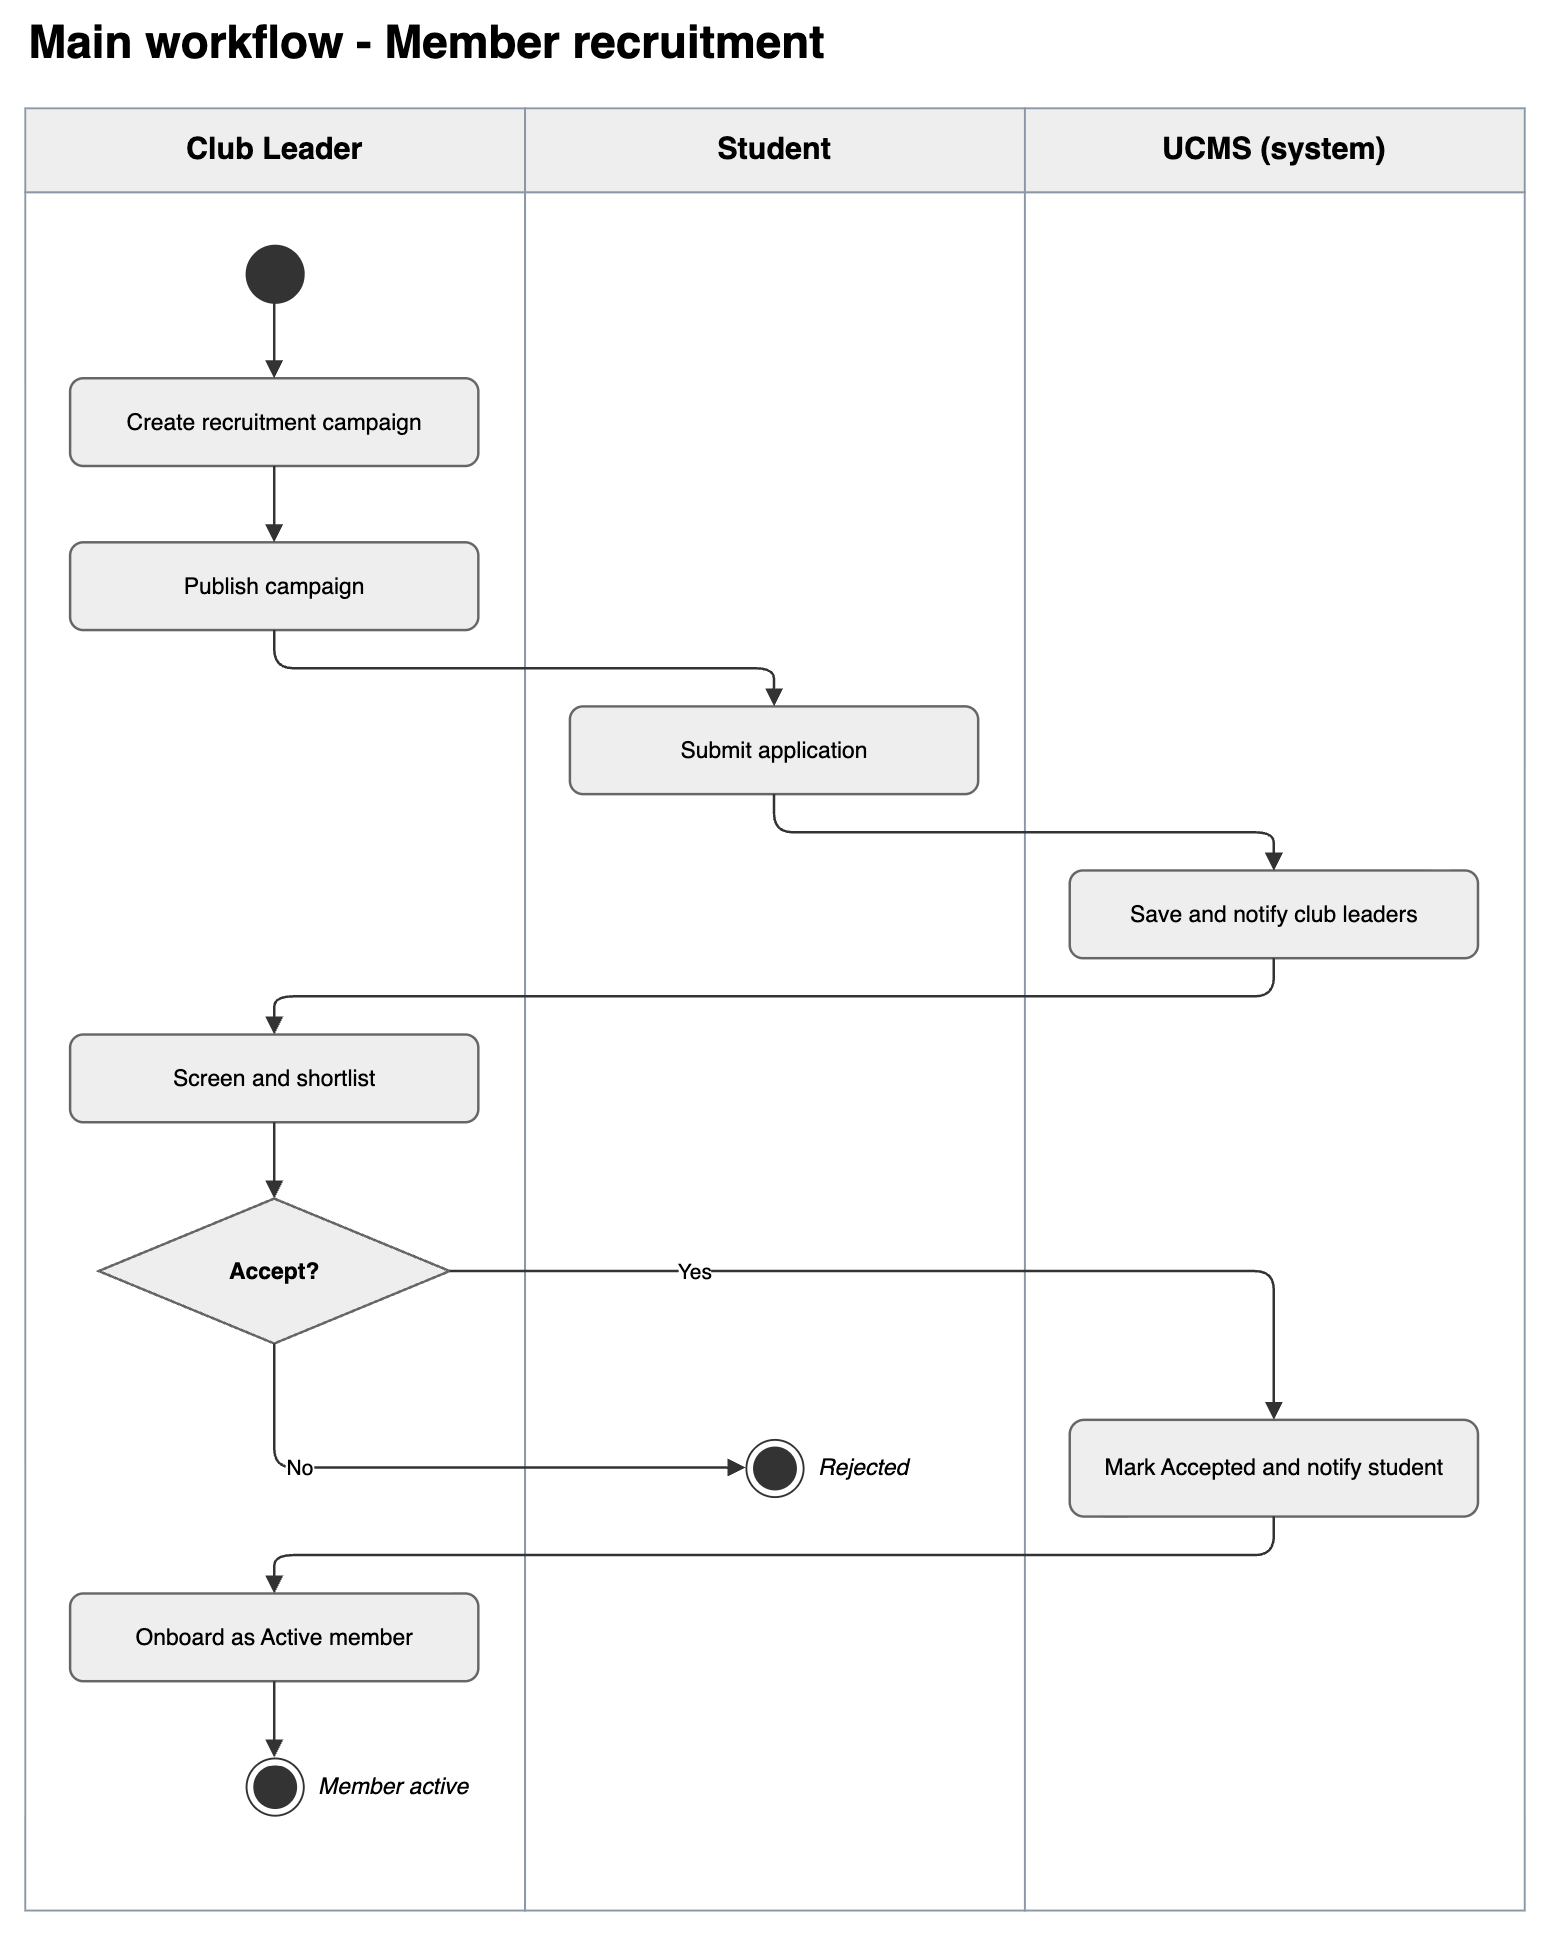 Main workflow - Member recruitment
Club Leader
Student
UCMS (system)
Create recruitment campaign
Publish campaign
Submit application
Save and notify club leaders
Screen and shortlist
Accept?
Yes
No
Rejected
Mark Accepted and notify student
Onboard as Active member
Member active